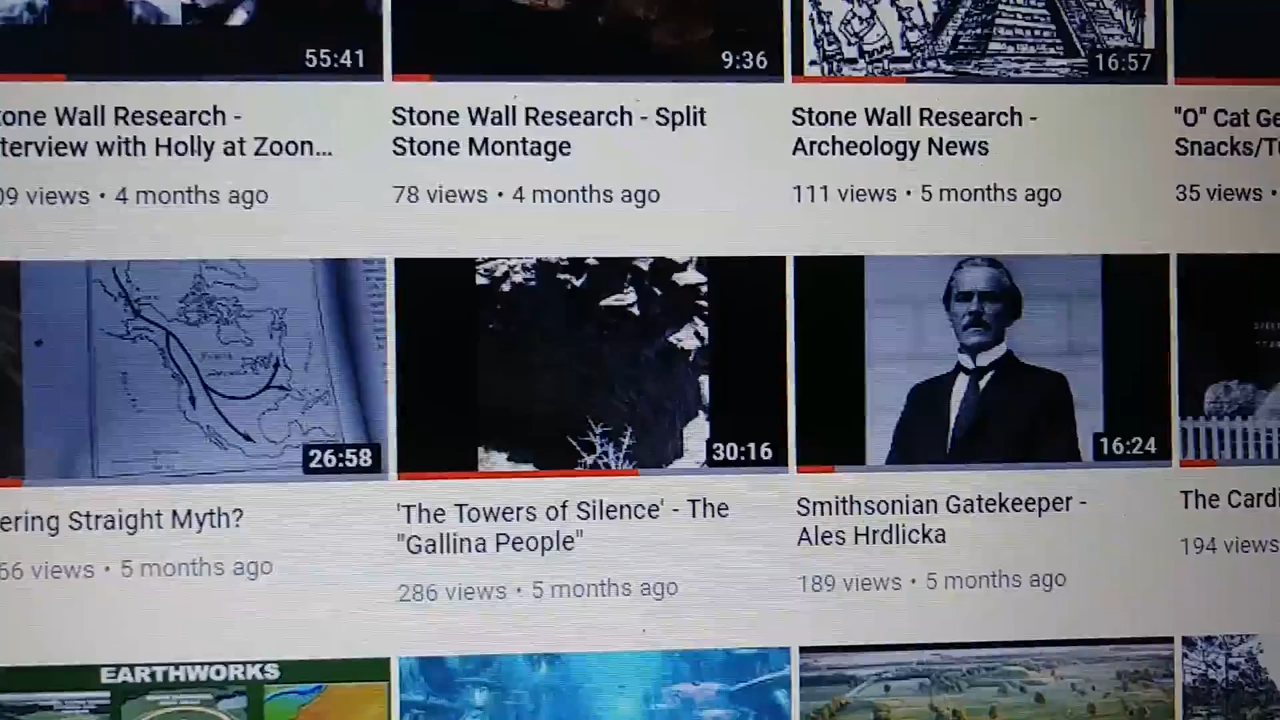 55:41
9:36
16:57
tone Wall Research -
terview with Holly at Zoon...
09 views • 4 months ago
Stone Wall Research - Split
Stone Montage
78 views • 4 months ago
Stone Wall Research -
Archeology News
111 views • 5 months ago
"O" Cat Ge
Snacks/Tu
35 views •
26:58
30:16
16:24
ering Straight Myth?
56 views • 5 months ago
'The Towers of Silence' - The
"Gallina People"
286 views • 5 months ago
Smithsonian Gatekeeper -
Ales Hrdlicka
189 views • 5 months ago
The Cardi
194 views
EARTHWORKS